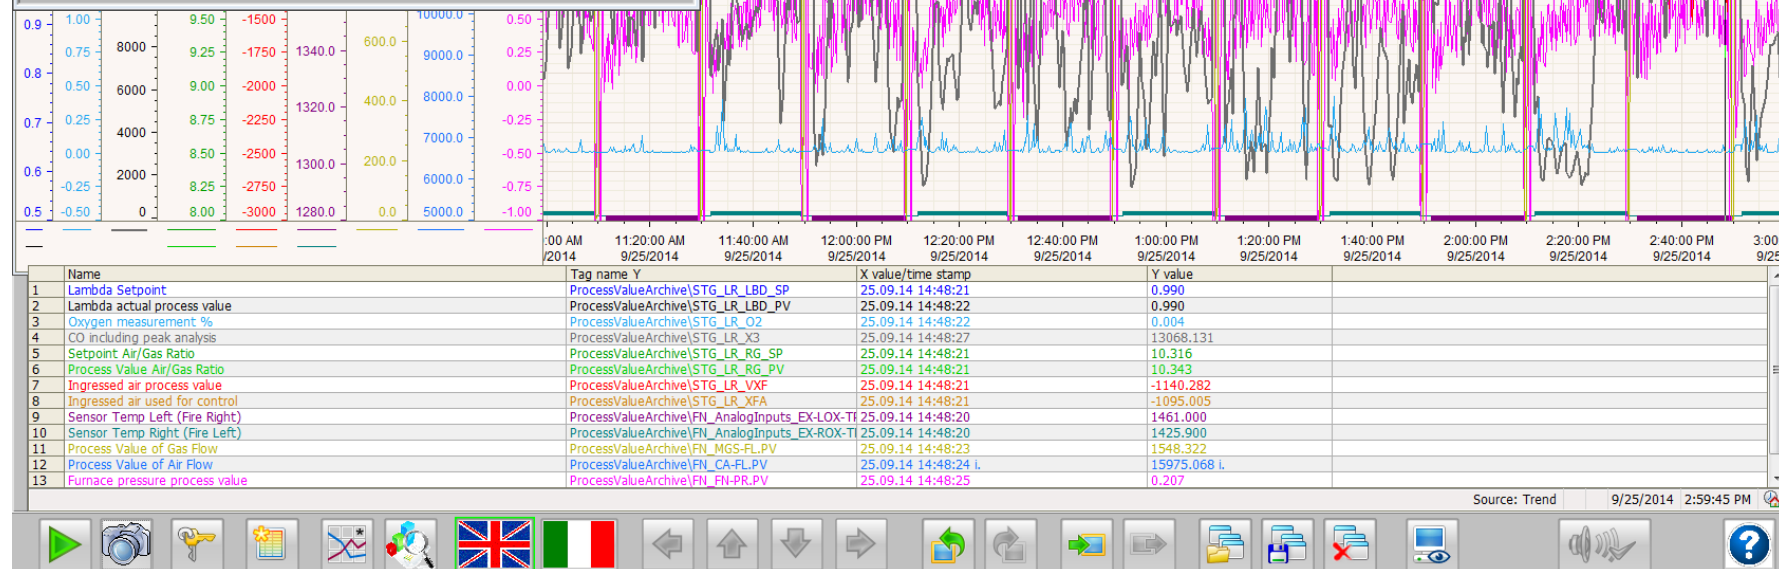 0.9 1.00 9.50 -1500 10000.0 0.50
8000 1340.0 600.0
0.75 9.25 -1750 9000.0 0.25
0.8 0.50 6000 9.00 -2000 0.00
1320.0 400.0 8000.0
0.7 0.25 4000 8.75 -2250 7000.0 -0.25
0.00 8.50 -2500 1300.0 200.0 -0.50
0.6 2000 6000.0
-0.25 8.25 -2750 -0.75
0.5 -0.50 0 8.00 -3000 1280.0 0.0 5000.0 -1.00
:00 AM 11:20:00 AM 11:40:00 AM 12:00:00 PM 12:20:00 PM 12:40:00 PM 1:00:00 PM 1:20:00 PM 1:40:00 PM 2:00:00 PM 2:20:00 PM 2:40:00 PM 3:00
/2014 9/25/2014 9/25/2014 9/25/2014 9/25/2014 9/25/2014 9/25/2014 9/25/2014 9/25/2014 9/25/2014 9/25/2014 9/25/2014 9/25
Name Tag name Y X value/time stamp Y value
1 Lambda Setpoint ProcessValueArchive\STG_LR_LBD_SP 25.09.14 14:48:21 0.990
2 Lambda actual process value ProcessValueArchive\STG_LR_LBD_PV 25.09.14 14:48:22 0.990
3 Oxygen measurement % ProcessValueArchive\STG_LR_O2 25.09.14 14:48:22 0.004
4 CO including peak analysis ProcessValueArchive\STG_LR_X3 25.09.14 14:48:27 13068.131
5 Setpoint Air/Gas Ratio ProcessValueArchive\STG_LR_RG_SP 25.09.14 14:48:21 10.316
6 Process Value Air/Gas Ratio ProcessValueArchive\STG_LR_RG_PV 25.09.14 14:48:21 10.343
7 Ingressed air process value ProcessValueArchive\STG_LR_VXF 25.09.14 14:48:21 -1140.282
8 Ingressed air used for control ProcessValueArchive\STG_LR_XFA 25.09.14 14:48:21 -1095.005
9 Sensor Temp Left (Fire Right) ProcessValueArchive\FN_AnalogInputs_EX-LOX-TF 25.09.14 14:48:20 1461.000
10 Sensor Temp Right (Fire Left) ProcessValueArchive\FN_AnalogInputs_EX-ROX-TI 25.09.14 14:48:20 1425.900
11 Process Value of Gas Flow ProcessValueArchive\FN_MGS-FL.PV 25.09.14 14:48:23 1548.322
12 Process Value of Air Flow ProcessValueArchive\FN_CA-FL.PV 25.09.14 14:48:24 i. 15975.068 i.
13 Furnace pressure process value ProcessValueArchive\FN_FN-PR.PV 25.09.14 14:48:25 0.207
Source: Trend 9/25/2014 2:59:45 PM